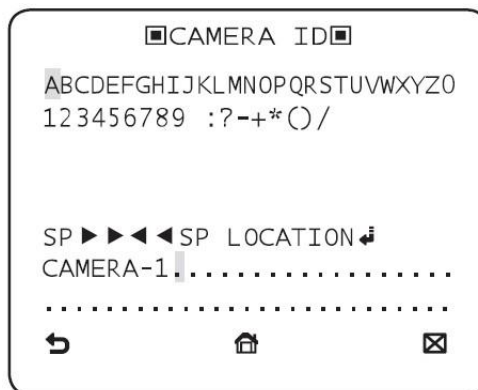 ▣CAMERA ID▣
ABCDEFGHIJKLMNOPQRSTUVWXYZ0
123456789 :?-+*()/
SP►►◄◄SP LOCATION↲
CAMERA-1...................
...........................